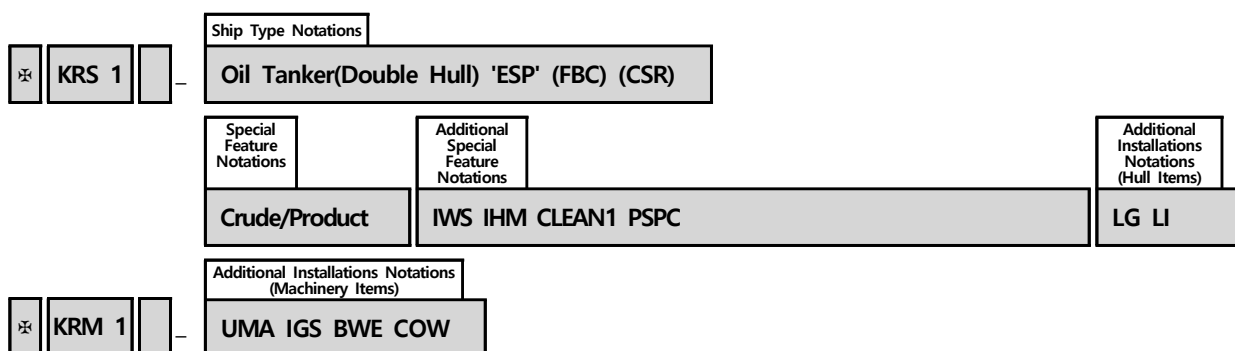 Ship Type Notations
✠ KRS 1 _ Oil Tanker(Double Hull) 'ESP' (FBC) (CSR)
Special
Feature
Notations
Additional
Special
Feature
Notations
Additional
Installations
Notations
(Hull Items)
Crude/Product IWS IHM CLEAN1 PSPC LG LI
Additional Installations Notations
(Machinery Items)
✠ KRM 1 _ UMA IGS BWE COW